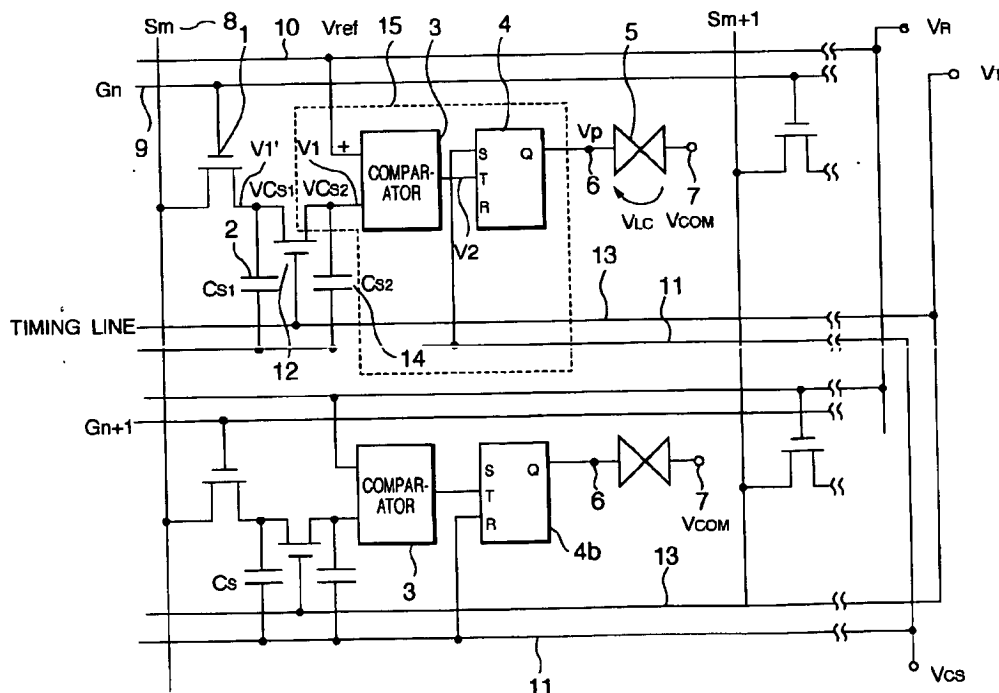 Sm 8 1 10 Vref 15 3 4 5 Sm+1 VR
Gn VT
9 V1' V1 + COMPAR-ATOR S Q Vp
VCS1 VCS2 T 6 7
2 R VLC VCOM
V2
CS1 CS2 13 11
TIMING LINE
12 14
Gn+1
COMPAR-ATOR S Q 6 7
T VCOM
R
3 4b
CS 13
11 VCS